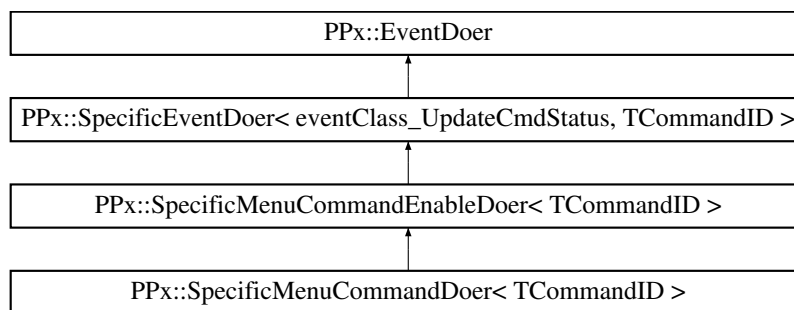 PPx::EventDoer
PPx::SpecificEventDoer< eventClass_UpdateCmdStatus, TCommandID >
PPx::SpecificMenuCommandEnableDoer< TCommandID >
PPx::SpecificMenuCommandDoer< TCommandID >